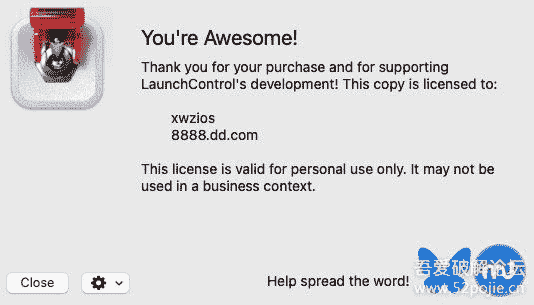 You're Awesome!
Thank you for your purchase and for supporting
LaunchControl's development! This copy is licensed to:
xwzios
8888.dd.com
This license is valid for personal use only. It may not be
used in a business context.
Close
Help spread the word!
吾爱破解论坛
www.52pojie.cn